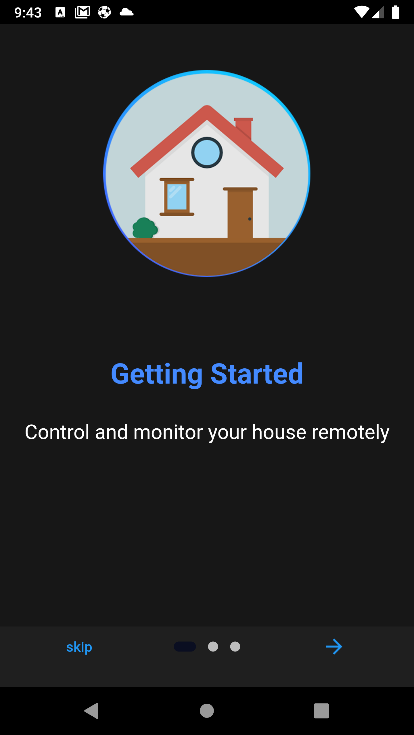 9:43
Getting Started
Control and monitor your house remotely
skip